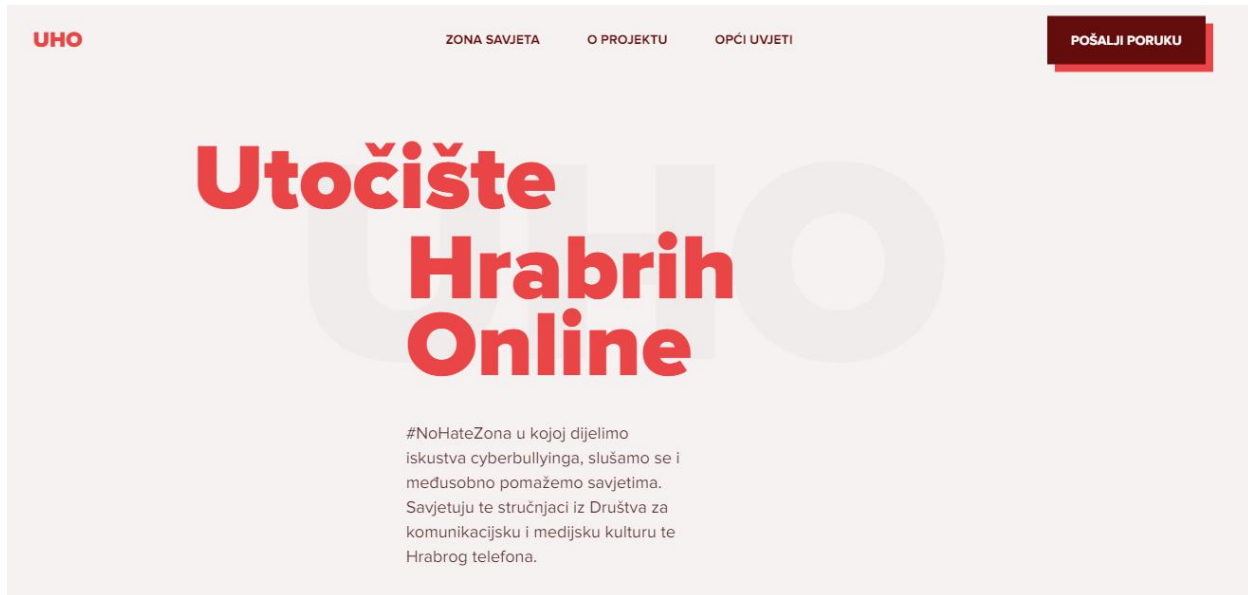 UHO
ZONA SAVJETA
O PROJEKTU
OPĆI UVJETI
POŠALJI PORUKU
UHO
Utočište
Hrabrih
Online
#NoHateZona u kojoj dijelimo
iskustva cyberbullyinga, slušamo se i
međusobno pomažemo savjetima.
Savjetuju te stručnjaci iz Društva za
komunikacijsku i medijsku kulturu te
Hrabrog telefona.